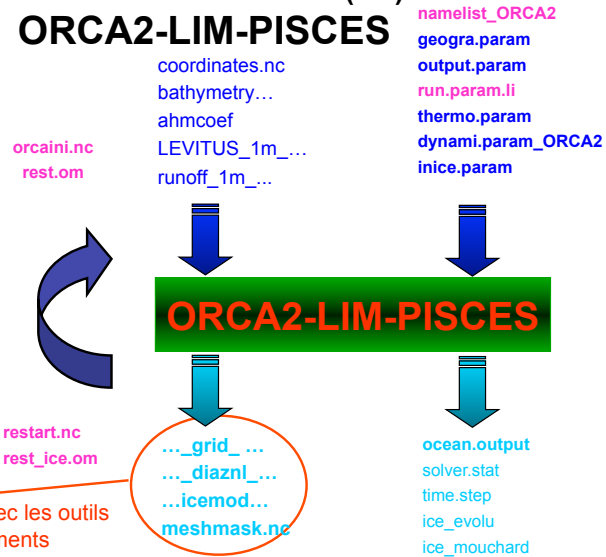 ORCA2-LIM-PISCES
coordinates.nc
bathymetry…
ahmcoef
LEVITUS_1m_…
runoff_1m_...
namelist_ORCA2
geogra.param
output.param
run.param.li
thermo.param
dynami.param_ORCA2
inice.param
orcaini.nc
rest.om
ORCA2-LIM-PISCES
restart.nc
rest_ice.om
…_grid_ …
…_diaznl_…
…icemod…
meshmask.nc
ocean.output
solver.stat
time.step
ice_evolu
ice_mouchard
les outils